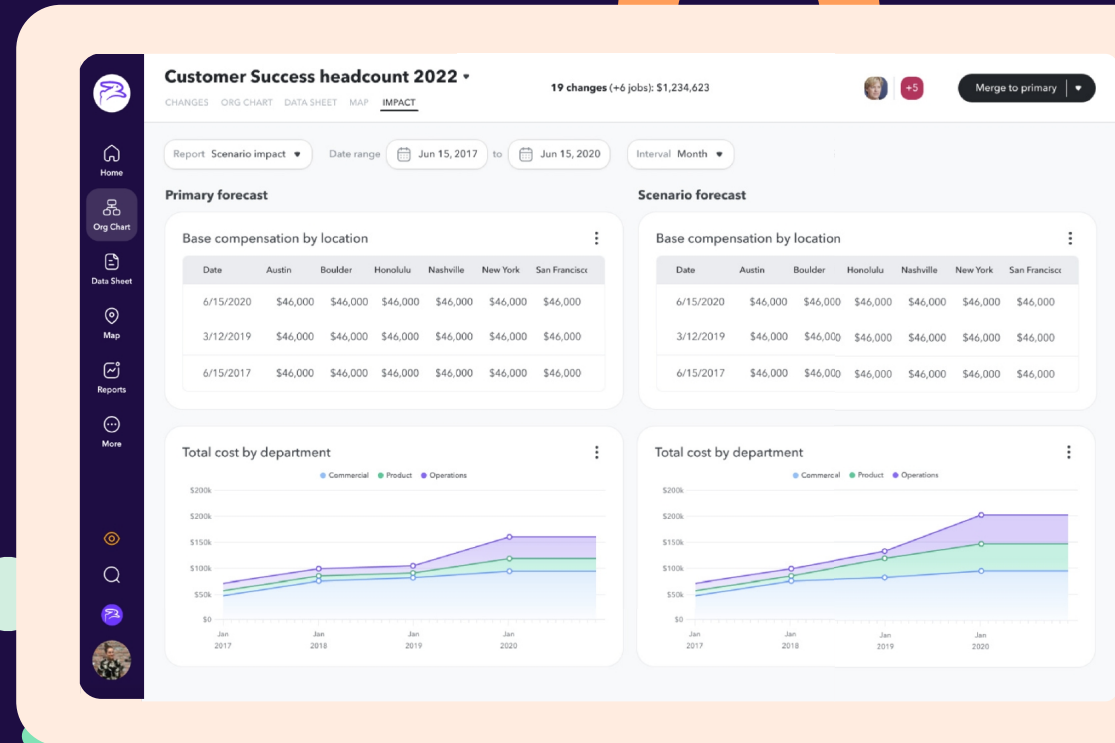 Customer Success headcount 2022
19 changes (+6 jobs): $1,234,623
+5
Merge to primary
CHANGES ORG CHART DATA SHEET MAP IMPACT
Home
Org Chart
Data Sheet
Map
Reports
More
Report Scenario impact
Date range Jun 15, 2017 to Jun 15, 2020
Interval Month
Primary forecast
Base compensation by location
Date Austin Boulder Honolulu Nashville New York San Francisc
6/15/2020 $46,000 $46,000 $46,000 $46,000 $46,000 $46,000
3/12/2019 $46,000 $46,000 $46,000 $46,000 $46,000 $46,000
6/15/2017 $46,000 $46,000 $46,000 $46,000 $46,000 $46,000
Scenario forecast
Base compensation by location
Date Austin Boulder Honolulu Nashville New York San Francisc
6/15/2020 $46,000 $46,000 $46,000 $46,000 $46,000 $46,000
3/12/2019 $46,000 $46,000 $46,000 $46,000 $46,000 $46,000
6/15/2017 $46,000 $46,000 $46,000 $46,000 $46,000 $46,000
Total cost by department
Commercial Product Operations
$200k
$200k
$150k
$100k
$50k
$0
Jan Jan Jan Jan
2017 2018 2019 2020
Total cost by department
Commercal Product Operations
$200k
$200k
$150k
$100k
$50k
$0
Jan Jan Jan Jan
2017 2018 2019 2020